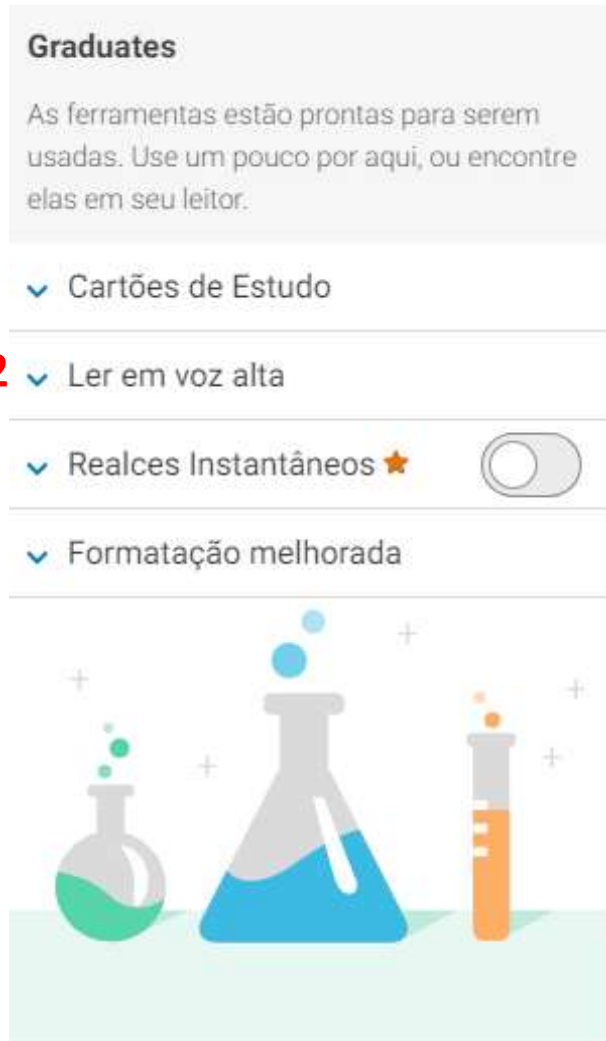 Graduates
As ferramentas estão prontas para serem
usadas. Use um pouco por aqui, ou encontre
elas em seu leitor.
Cartões de Estudo
2 Ler em voz alta
Realces Instantâneos
Formatação melhorada